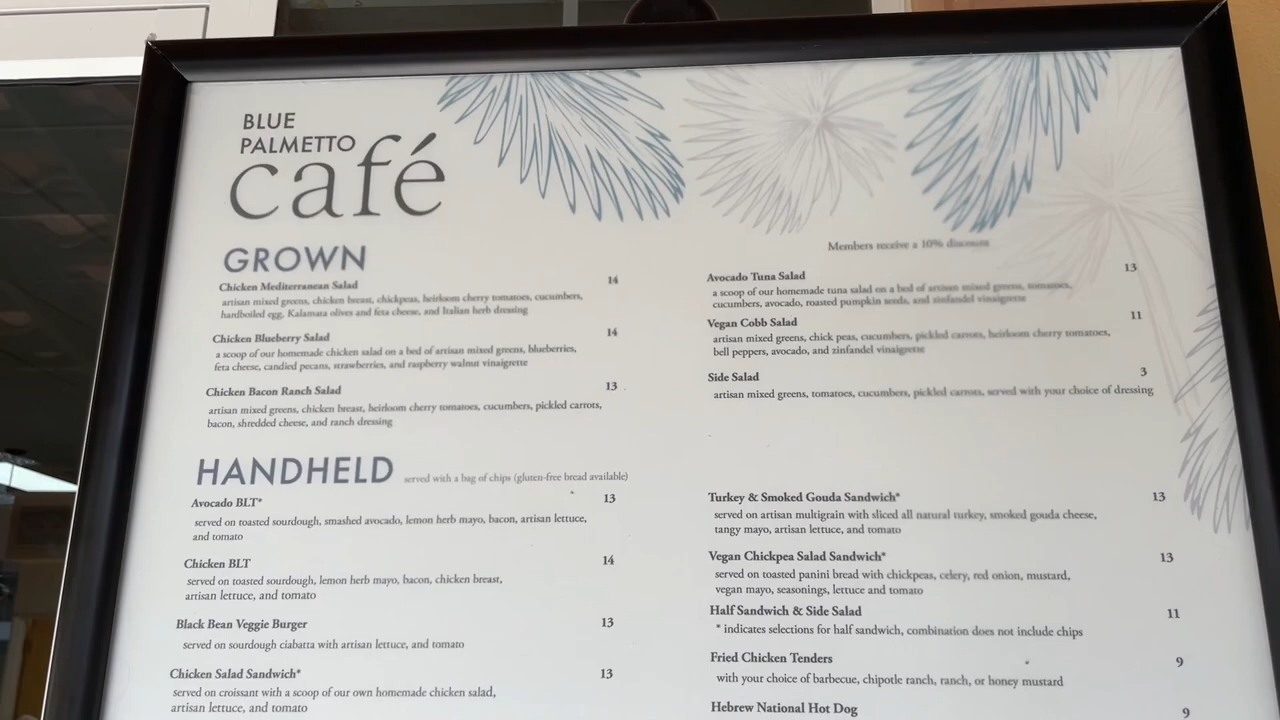 BLUE
PALMETTO
café
Members receive a 10% discount
GROWN
Chicken Mediterranean Salad 14
artisan mixed greens, chicken breast, chickpeas, heirloom cherry tomatoes, cucumbers,
hardboiled egg, Kalamata olives and feta cheese, and Italian herb dressing
Chicken Blueberry Salad 14
a scoop of our homemade chicken salad on a bed of artisan mixed greens, blueberries,
feta cheese, candied pecans, strawberries, and raspberry walnut vinaigrette
Chicken Bacon Ranch Salad 13
artisan mixed greens, chicken breast, heirloom cherry tomatoes, cucumbers, pickled carrots,
bacon, shredded cheese, and ranch dressing
Avocado Tuna Salad 13
a scoop of our homemade tuna salad on a bed of artisan mixed greens, tomatoes,
cucumbers, avocado, roasted pumpkin seeds, and zinfandel vinaigrette
Vegan Cobb Salad 11
artisan mixed greens, chick peas, cucumbers, pickled carrots, heirloom cherry tomatoes,
bell peppers, avocado, and zinfandel vinaigrette
Side Salad 3
artisan mixed greens, tomatoes, cucumbers, pickled carrots, served with your choice of dressing
HANDHELD served with a bag of chips (gluten-free bread available)
Avocado BLT* 13
served on toasted sourdough, smashed avocado, lemon herb mayo, bacon, artisan lettuce,
and tomato
Chicken BLT 14
served on toasted sourdough, lemon herb mayo, bacon, chicken breast,
artisan lettuce, and tomato
Black Bean Veggie Burger 13
served on sourdough ciabatta with artisan lettuce, and tomato
Chicken Salad Sandwich* 13
served on croissant with a scoop of our own homemade chicken salad,
artisan lettuce, and tomato
Turkey & Smoked Gouda Sandwich* 13
served on artisan multigrain with sliced all natural turkey, smoked gouda cheese,
tangy mayo, artisan lettuce, and tomato
Vegan Chickpea Salad Sandwich* 13
served on toasted panini bread with chickpeas, celery, red onion, mustard,
vegan mayo, seasonings, lettuce and tomato
Half Sandwich & Side Salad 11
* indicates selections for half sandwich, combination does not include chips
Fried Chicken Tenders 9
with your choice of barbecue, chipotle ranch, ranch, or honey mustard
Hebrew National Hot Dog 9